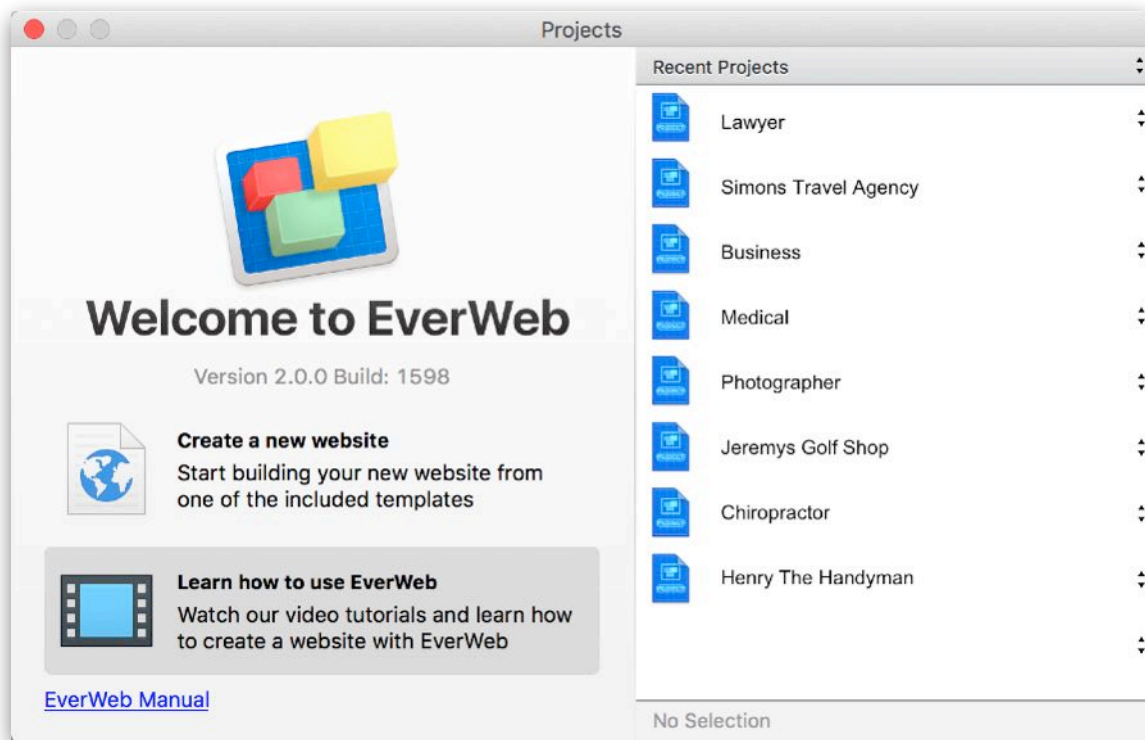 Projects
Welcome to EverWeb
Version 2.0.0 Build: 1598
Create a new website
Start building your new website from
one of the included templates
Learn how to use EverWeb
Watch our video tutorials and learn how
to create a website with EverWeb
EverWeb Manual
Recent Projects
Lawyer
Simons Travel Agency
Business
Medical
Photographer
Jeremys Golf Shop
Chiropractor
Henry The Handyman
No Selection